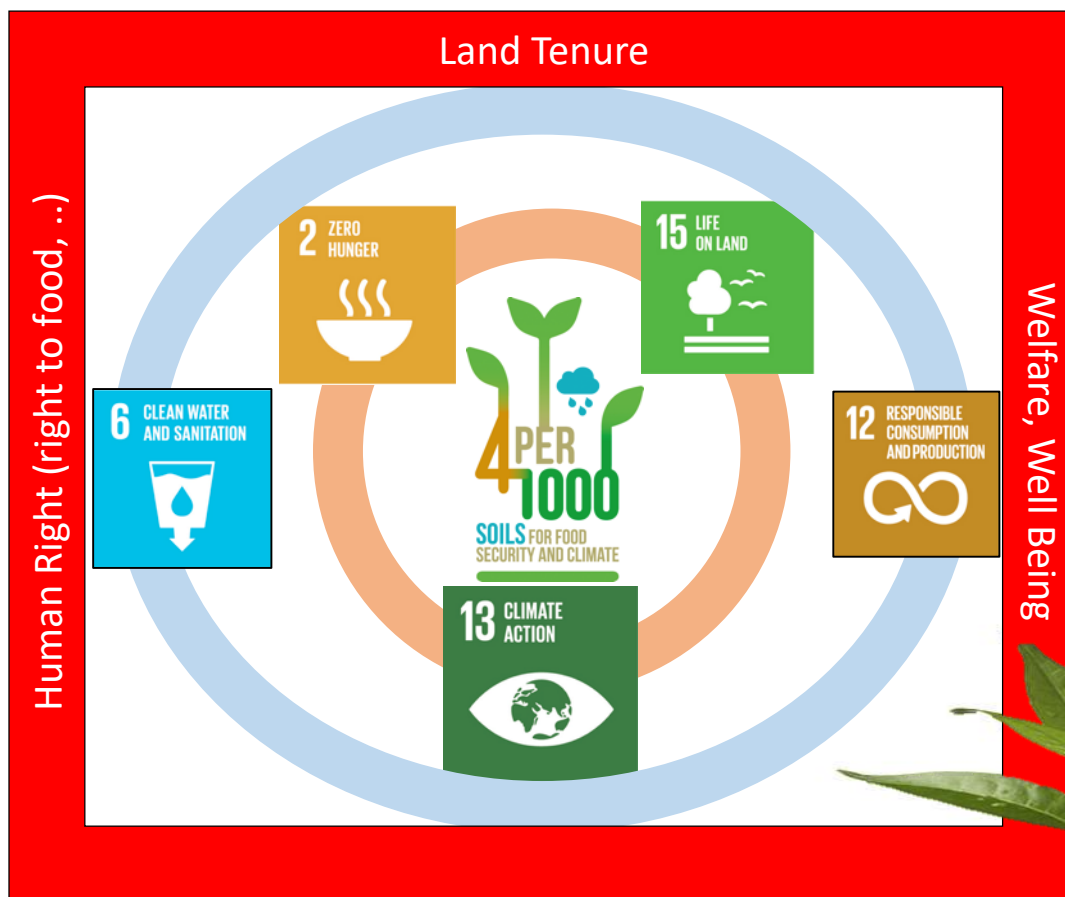 Land Tenure
Human Right (right to food, ..)
2 ZERO
HUNGER
15 LIFE
ON LAND
6 CLEAN WATER
AND SANITATION
4 PER
1000
SOILS FOR FOOD
SECURITY AND CLIMATE
12 RESPONSIBLE
CONSUMPTION
AND PRODUCTION
13 CLIMATE
ACTION
Welfare, Well Being